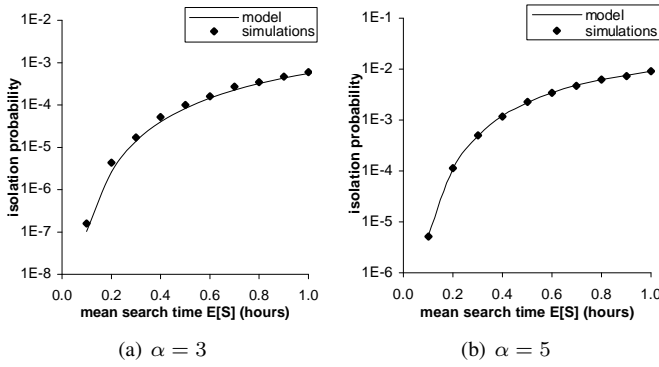 1E-2
1E-3
1E-4
1E-5
1E-6
1E-7
1E-8
isolation probability
model
simulations
0.0 0.2 0.4 0.6 0.8 1.0
mean search time E[S] (hours)
(a) α = 3
1E-1
1E-2
1E-3
1E-4
1E-5
1E-6
isolation probability
model
simulations
0.0 0.2 0.4 0.6 0.8 1.0
mean search time E[S] (hours)
(b) α = 5